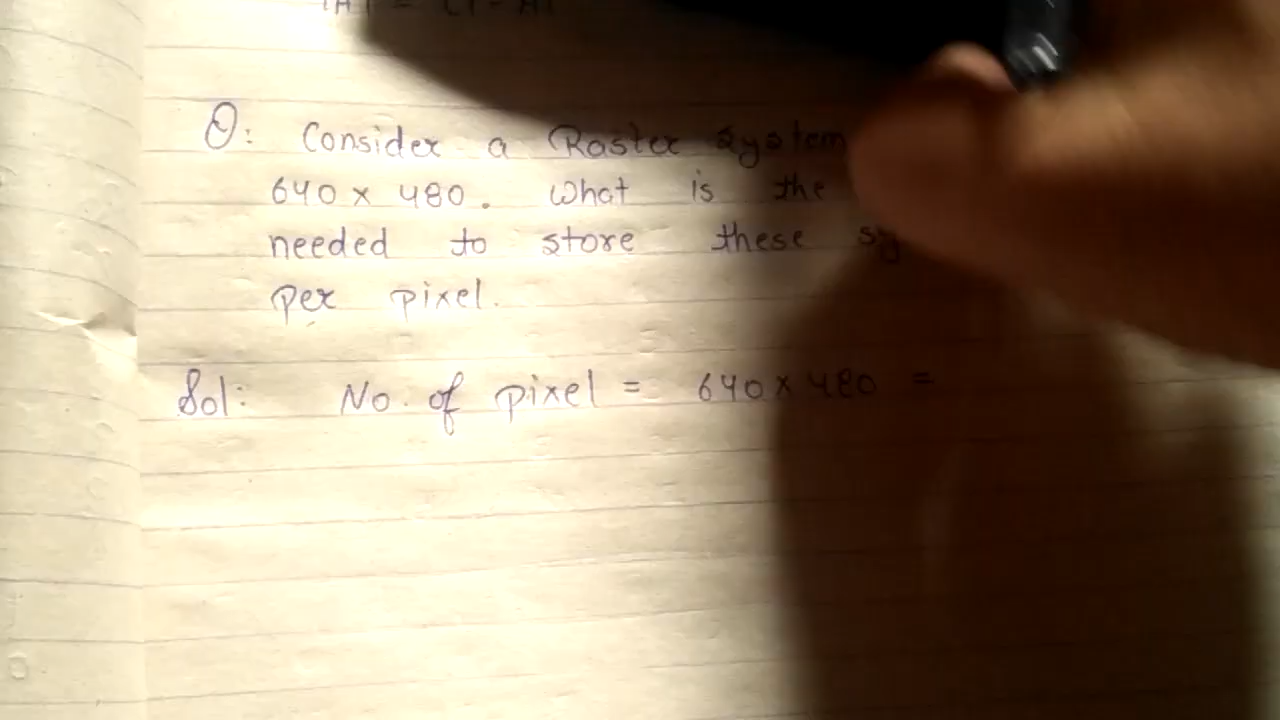 Q: Consider a Raster system
640 x 480. What is the
needed to store these
per pixel.
Sol: No. of pixel = 640 x 480 =